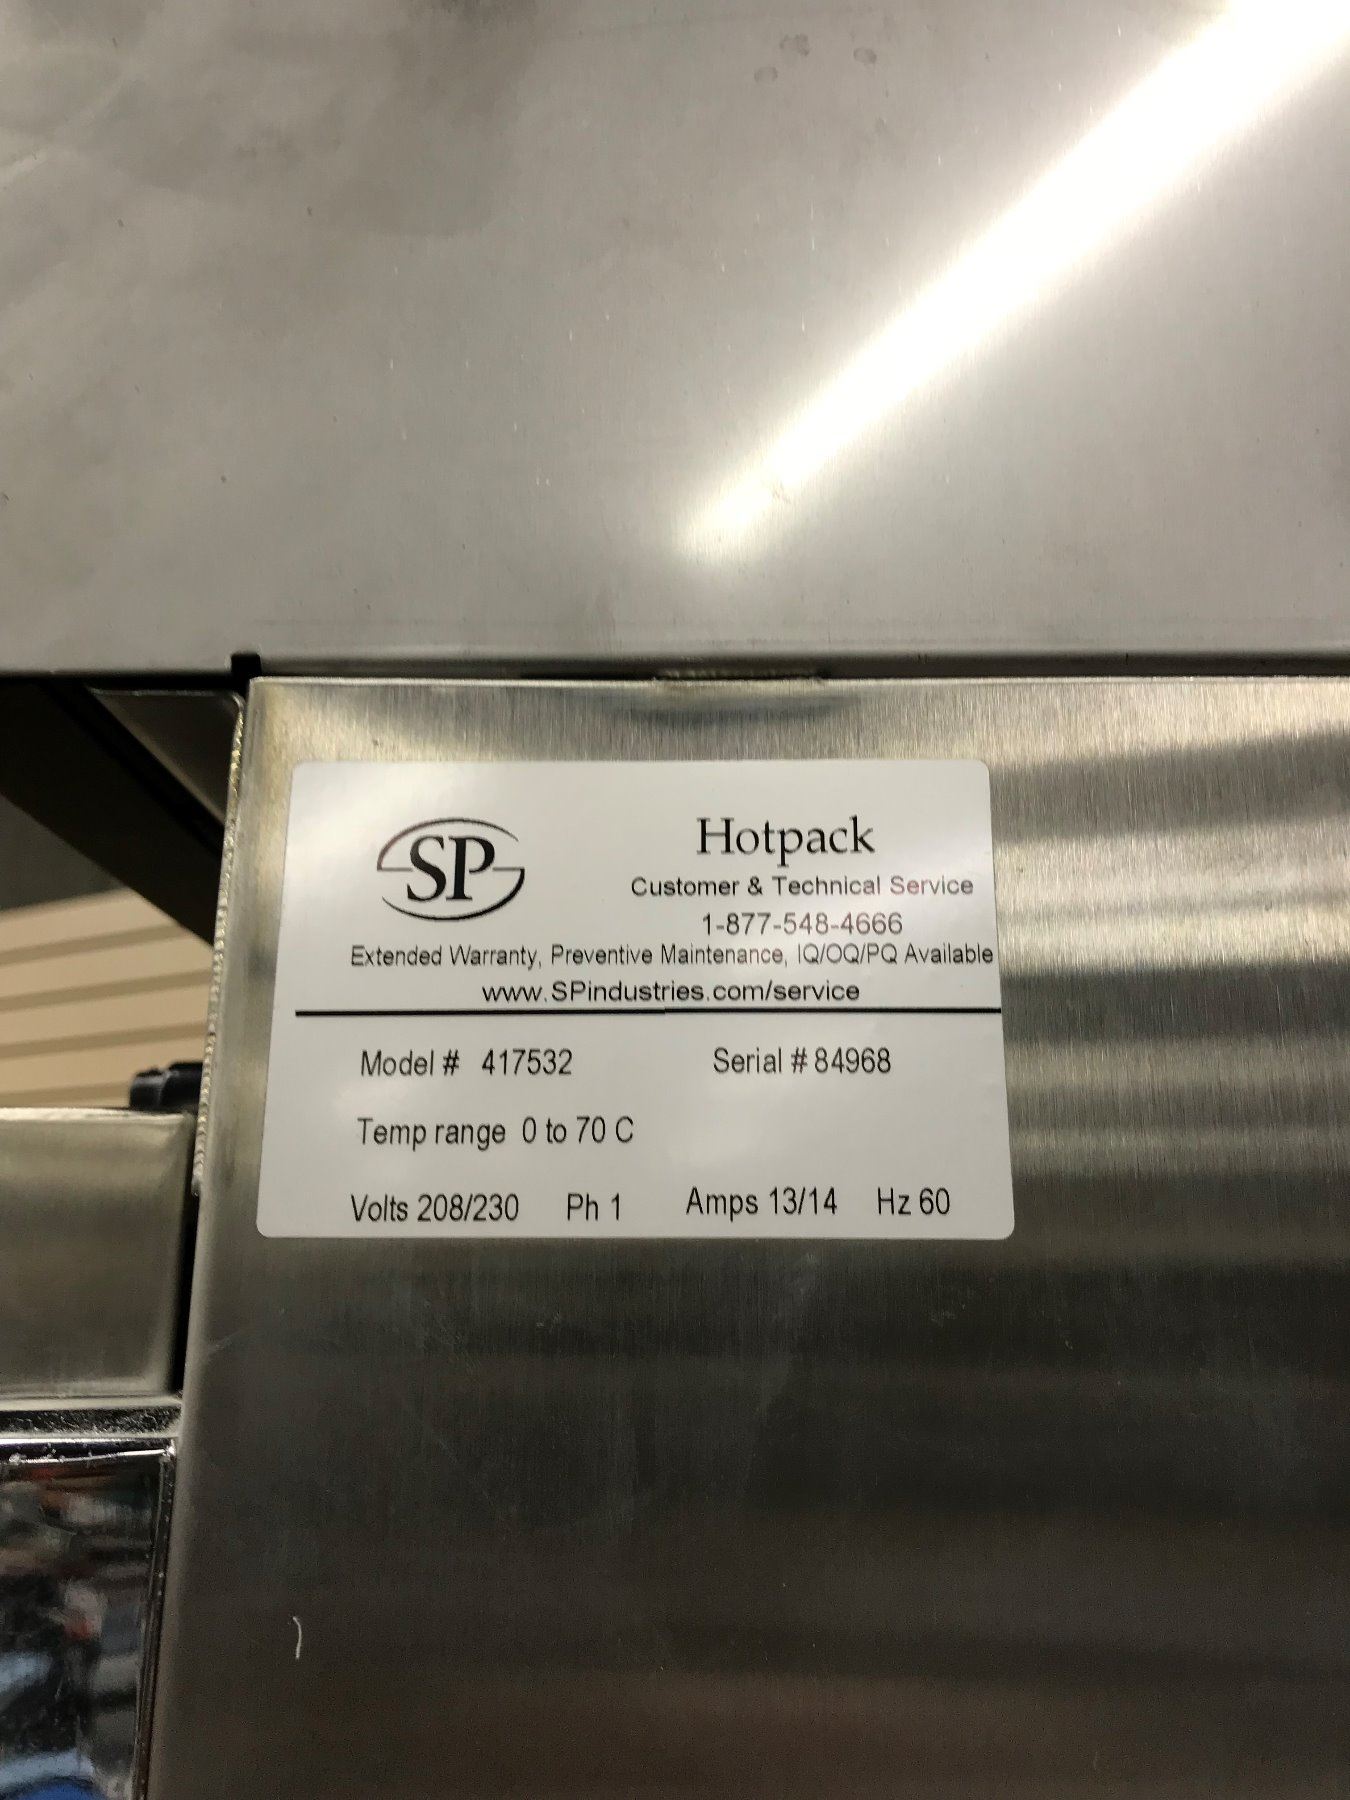 SP
Hotpack
Customer & Technical Service
1-877-548-4666
Extended Warranty, Preventive Maintenance, IQ/OQ/PQ Available
www.SPindustries.com/service
Model # 417532 Serial # 84968
Temp range 0 to 70 C
Volts 208/230 Ph 1 Amps 13/14 Hz 60